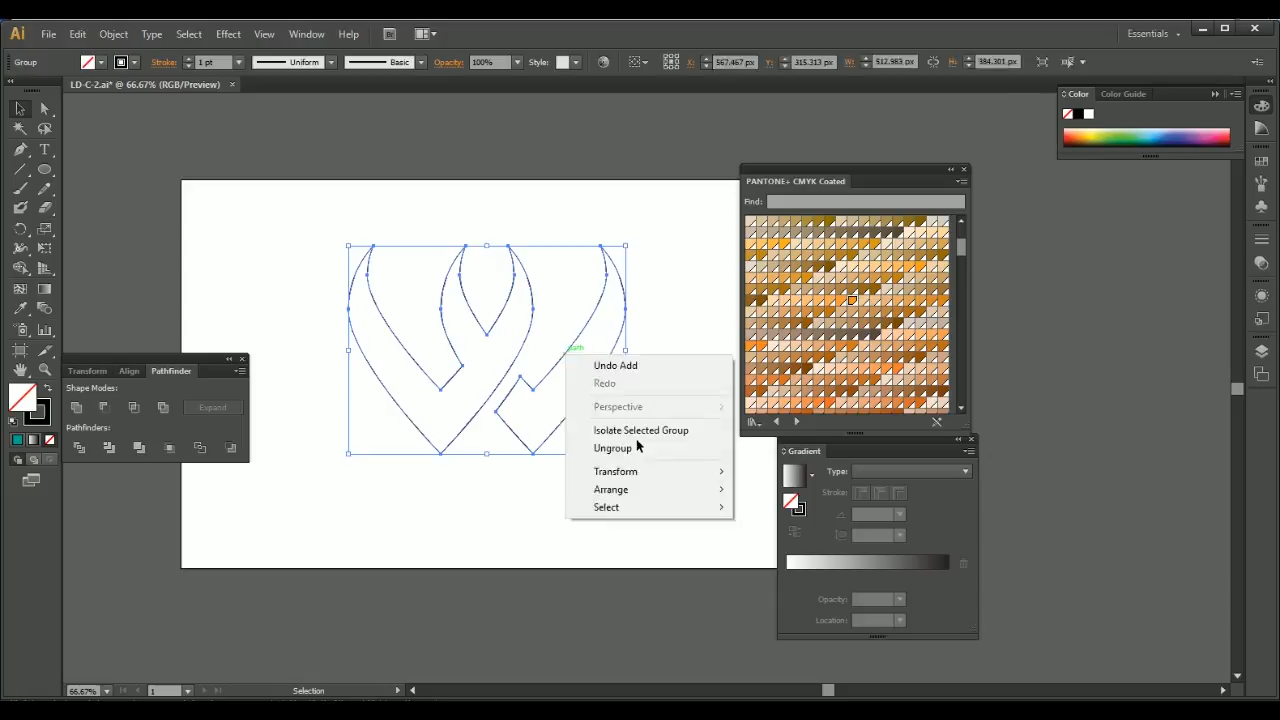 Ai File Edit Object Type Select Effect View Window Help Br Essentials
Group Stroke: 1 pt Uniform Basic Opacity: 100% Style: X: 567.467 px Y: 315.313 px W: 512.983 px H: 384.301 px
LD-C-2.ai* @ 66.67% (RGB/Preview)
Color Color Guide
PANTONE+ CMYK Coated
Find:
path
Undo Add
Redo
Perspective
Isolate Selected Group
Ungroup
Transform
Arrange
Select
Transform Align Pathfinder
Shape Modes:
Expand
Pathfinders:
Gradient
Type:
Stroke:
Opacity:
Location:
66.67% 1 Selection